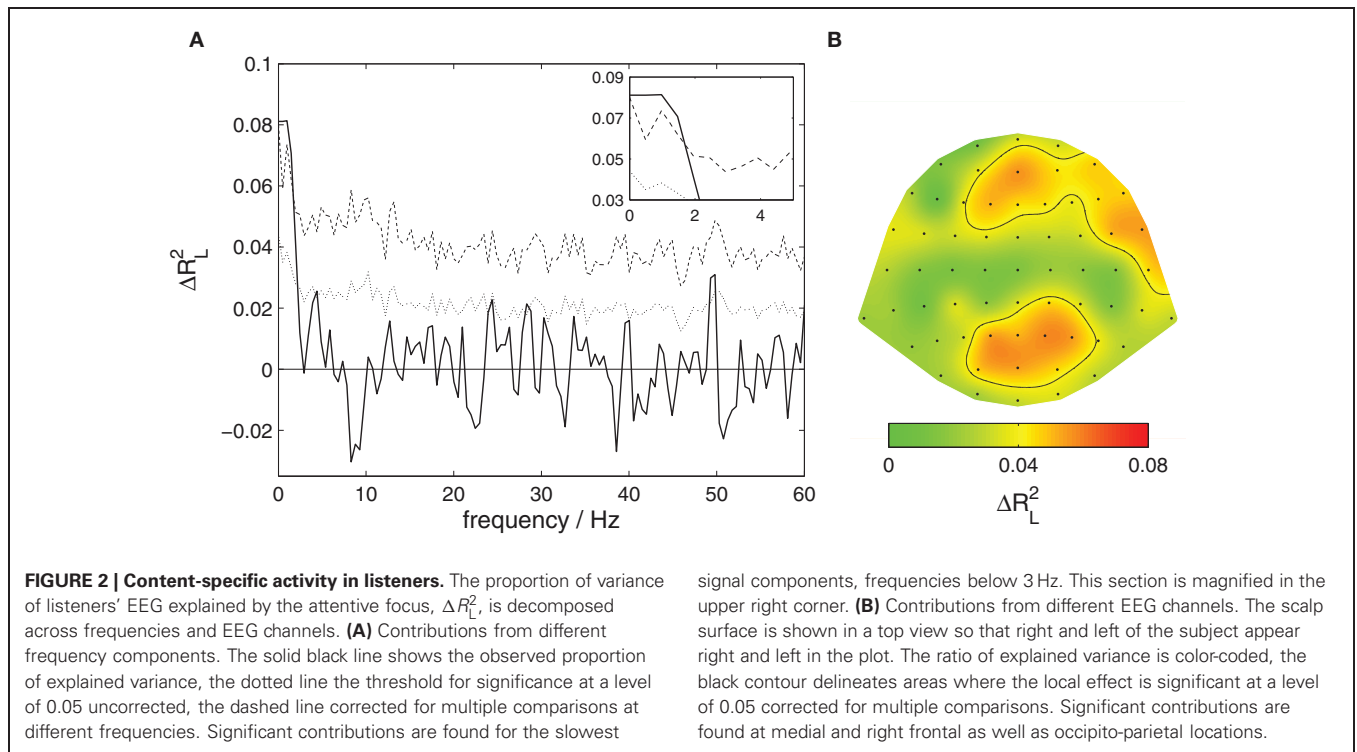 A
B
0.1
0.08
0.06
0.04
0.02
0
−0.02
ΔR²L
0 10 20 30 40 50 60
frequency / Hz
0.09
0.07
0.05
0.03
0 2 4
0 0.04 0.08
ΔR²L
FIGURE 2 | Content-specific activity in listeners. The proportion of variance
of listeners' EEG explained by the attentive focus, ΔR²L, is decomposed
across frequencies and EEG channels. (A) Contributions from different
frequency components. The solid black line shows the observed proportion
of explained variance, the dotted line the threshold for significance at a level
of 0.05 uncorrected, the dashed line corrected for multiple comparisons at
different frequencies. Significant contributions are found for the slowest
signal components, frequencies below 3 Hz. This section is magnified in the
upper right corner. (B) Contributions from different EEG channels. The scalp
surface is shown in a top view so that right and left of the subject appear
right and left in the plot. The ratio of explained variance is color-coded, the
black contour delineates areas where the local effect is significant at a level
of 0.05 corrected for multiple comparisons. Significant contributions are
found at medial and right frontal as well as occipito-parietal locations.